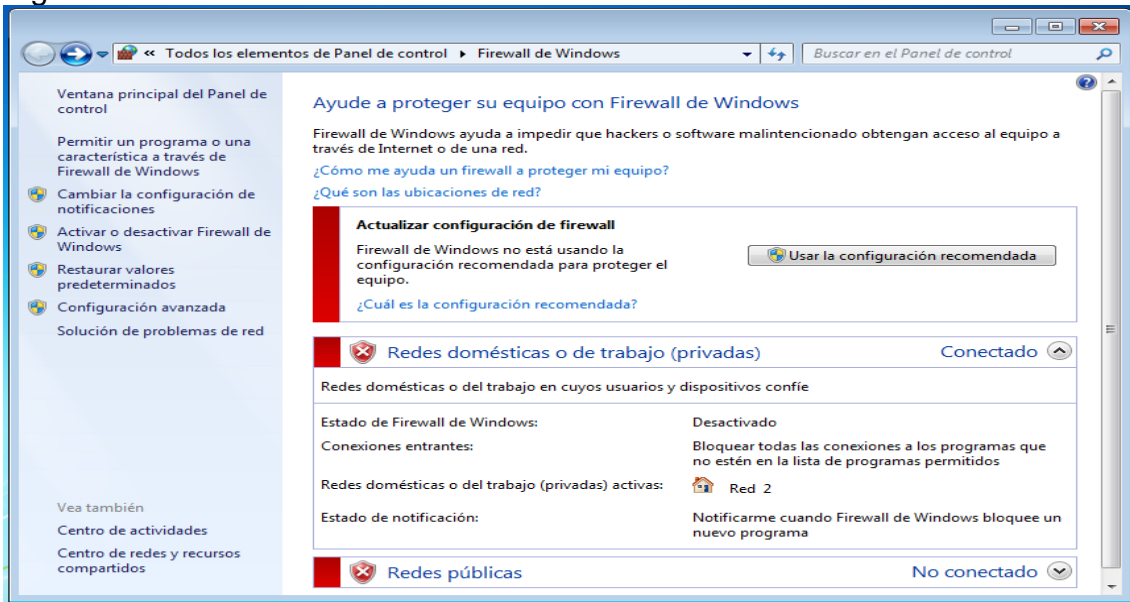 « Todos los elementos de Panel de control ▸ Firewall de Windows
Buscar en el Panel de control
Ventana principal del Panel de
control
Permitir un programa o una
característica a través de
Firewall de Windows
Cambiar la configuración de
notificaciones
Activar o desactivar Firewall de
Windows
Restaurar valores
predeterminados
Configuración avanzada
Solución de problemas de red
Vea también
Centro de actividades
Centro de redes y recursos
compartidos
Ayude a proteger su equipo con Firewall de Windows
Firewall de Windows ayuda a impedir que hackers o software malintencionado obtengan acceso al equipo a
través de Internet o de una red.
¿Cómo me ayuda un firewall a proteger mi equipo?
¿Qué son las ubicaciones de red?
Actualizar configuración de firewall
Firewall de Windows no está usando la
configuración recomendada para proteger el
equipo.
Usar la configuración recomendada
¿Cuál es la configuración recomendada?
Redes domésticas o de trabajo (privadas) Conectado
Redes domésticas o del trabajo en cuyos usuarios y dispositivos confíe
Estado de Firewall de Windows: Desactivado
Conexiones entrantes: Bloquear todas las conexiones a los programas que
no estén en la lista de programas permitidos
Redes domésticas o del trabajo (privadas) activas: Red 2
Estado de notificación: Notificarme cuando Firewall de Windows bloquee un
nuevo programa
Redes públicas No conectado